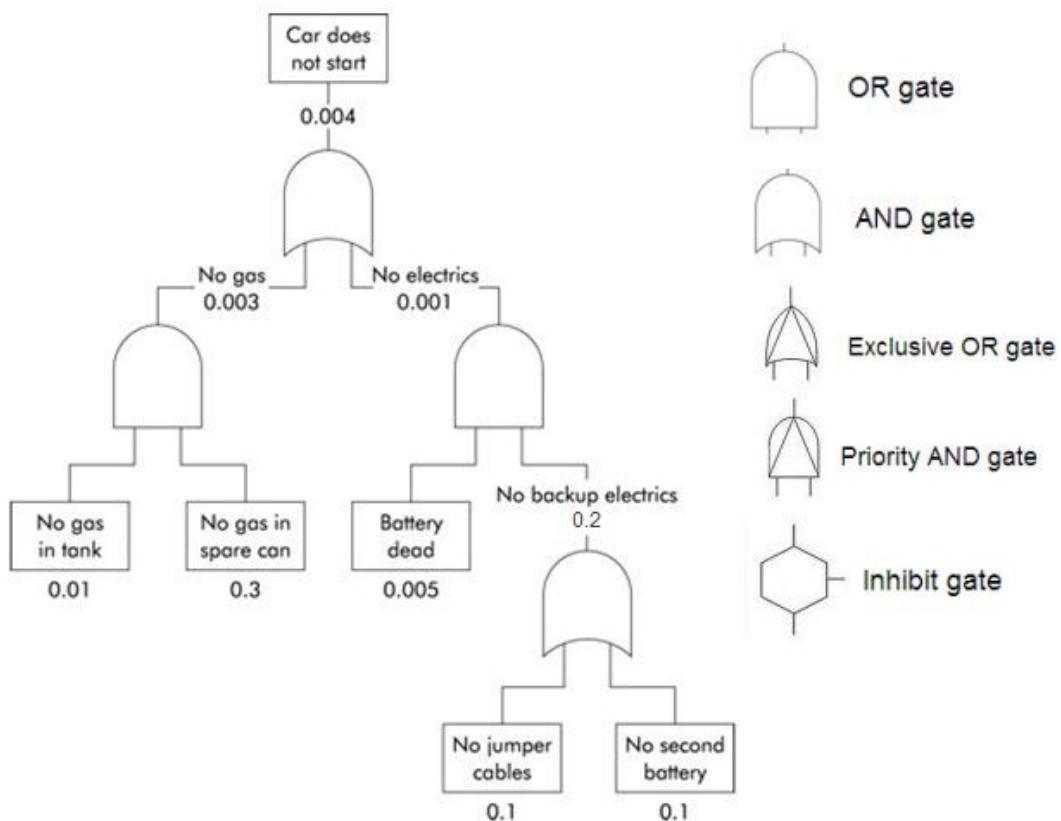 Car does
not start
0.004
No gas
0.003
No electrics
0.001
No gas
in tank
0.01
No gas in
spare can
0.3
Battery
dead
0.005
No backup electrics
0.2
No jumper
cables
0.1
No second
battery
0.1
OR gate
AND gate
Exclusive OR gate
Priority AND gate
Inhibit gate